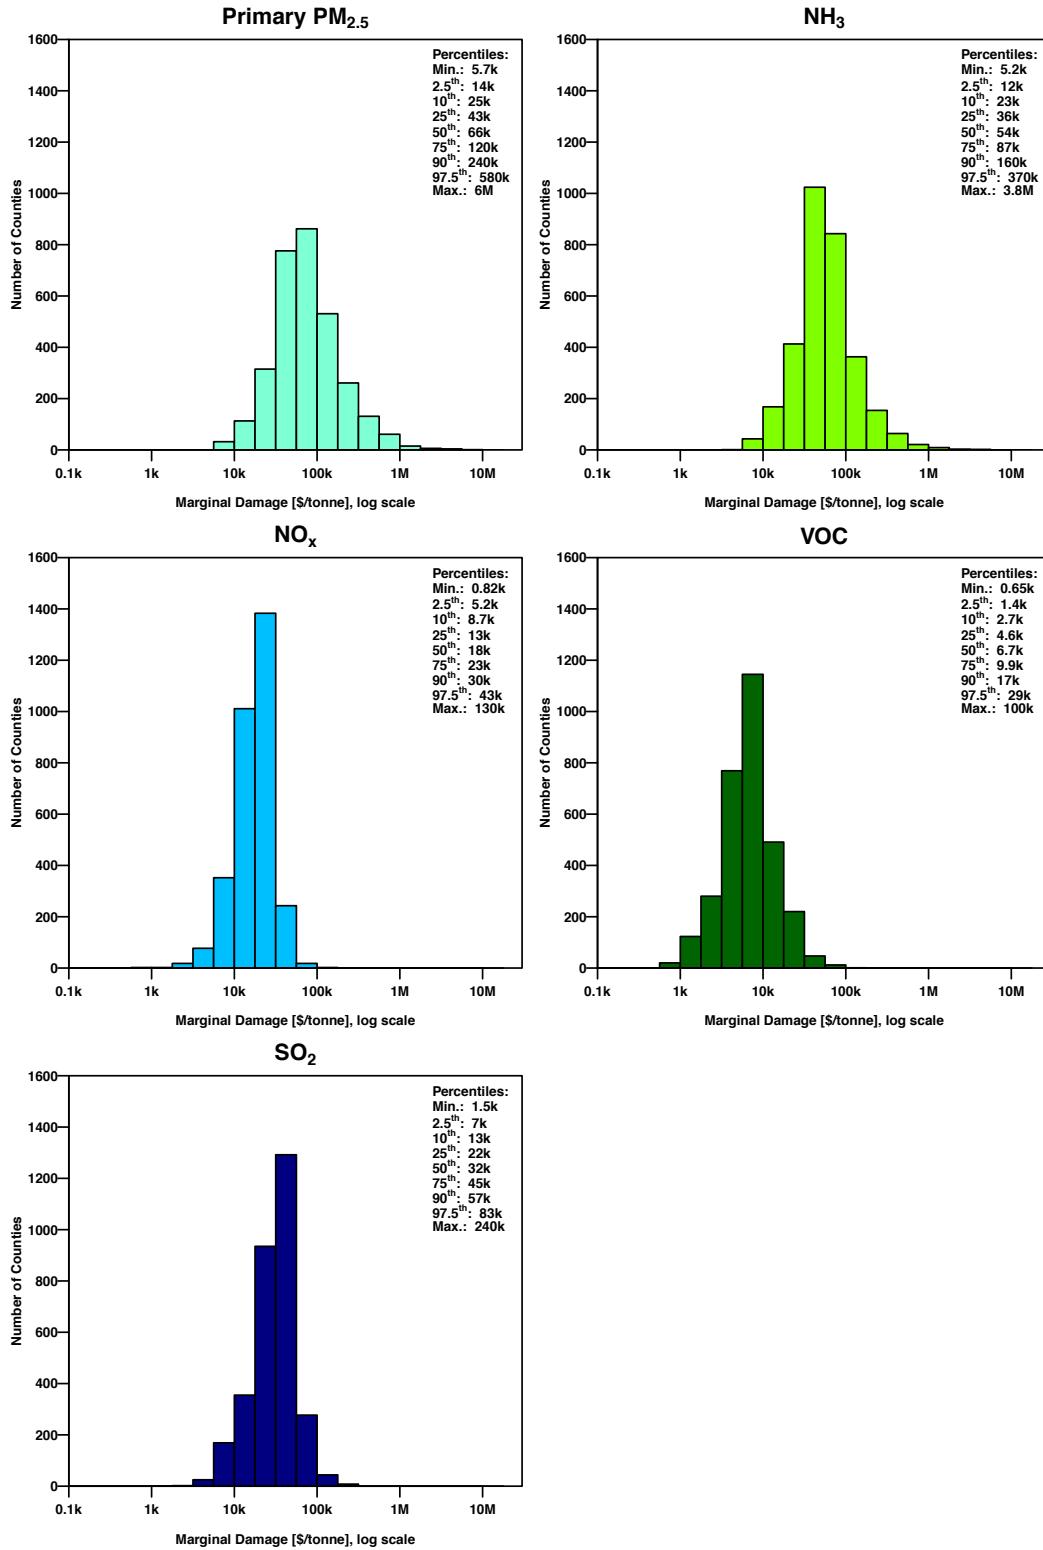 Primary PM2.5
1600
1400
1200
1000
800
600
400
200
0
Number of Counties
Percentiles:
Min.: 5.7k
2.5th: 14k
10th: 25k
25th: 43k
50th: 66k
75th: 120k
90th: 240k
97.5th: 580k
Max.: 6M
0.1k 1k 10k 100k 1M 10M
Marginal Damage [$/tonne], log scale
NH3
1600
1400
1200
1000
800
600
400
200
0
Number of Counties
Percentiles:
Min.: 5.2k
2.5th: 12k
10th: 23k
25th: 36k
50th: 54k
75th: 87k
90th: 160k
97.5th: 370k
Max.: 3.8M
0.1k 1k 10k 100k 1M 10M
Marginal Damage [$/tonne], log scale
NOx
1600
1400
1200
1000
800
600
400
200
0
Number of Counties
Percentiles:
Min.: 0.82k
2.5th: 5.2k
10th: 8.7k
25th: 13k
50th: 18k
75th: 23k
90th: 30k
97.5th: 43k
Max.: 130k
0.1k 1k 10k 100k 1M 10M
Marginal Damage [$/tonne], log scale
VOC
1600
1400
1200
1000
800
600
400
200
0
Number of Counties
Percentiles:
Min.: 0.65k
2.5th: 1.4k
10th: 2.7k
25th: 4.6k
50th: 6.7k
75th: 9.9k
90th: 17k
97.5th: 29k
Max.: 100k
0.1k 1k 10k 100k 1M 10M
Marginal Damage [$/tonne], log scale
SO2
1600
1400
1200
1000
800
600
400
200
0
Number of Counties
Percentiles:
Min.: 1.5k
2.5th: 7k
10th: 13k
25th: 22k
50th: 32k
75th: 45k
90th: 57k
97.5th: 83k
Max.: 240k
0.1k 1k 10k 100k 1M 10M
Marginal Damage [$/tonne], log scale